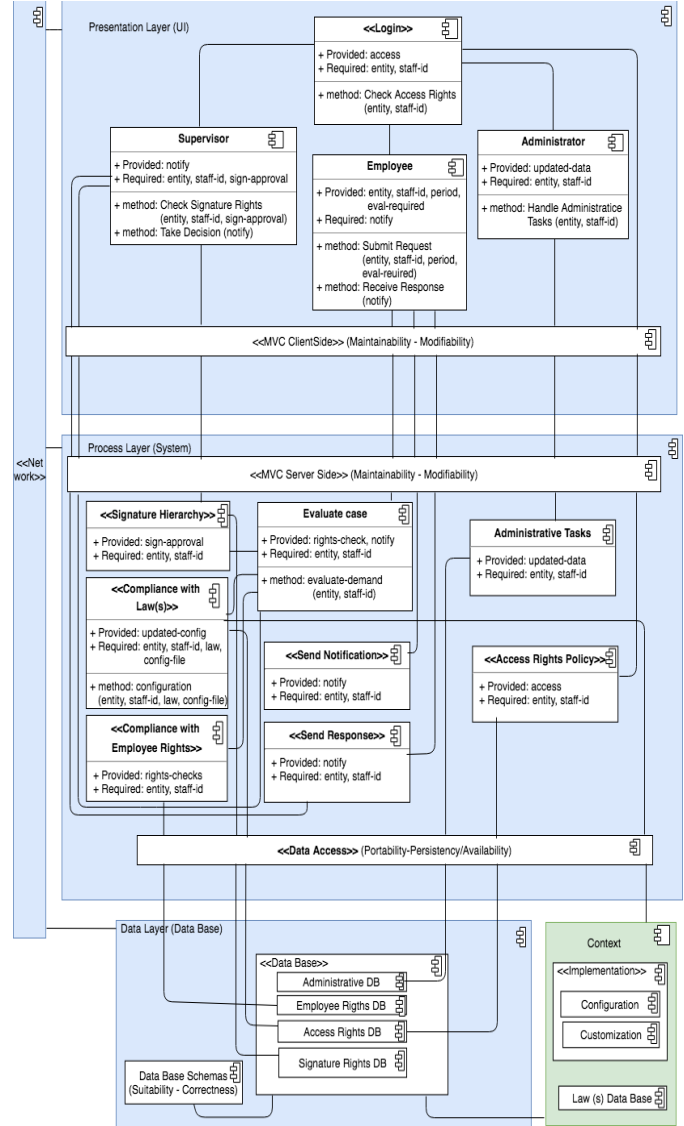 Presentation Layer (UI)
<<Login>>
+ Provided: access
+ Required: entity, staff-id
+ method: Check Access Rights
(entity, staff-id)
Supervisor
+ Provided: notify
+ Required: entity, staff-id, sign-approval
+method: Check Signature Rights
(entity, staff-id, sign-approval)
+ method: Take Decision (notify)
Employee
+ Provided: entity, staff-id, period,
eval-required
+ Required: notify
+ method: Submit Request
(entity, staff-id, period,
eval-reuired)
+ method: Receive Response
(notify)
Administrator
+ Provided: updated-data
+ Required: entity, staff-id
+ method: Handle Administratice
Tasks (entity, staff-id)
<<MVC ClientSide>> (Maintainability - Modifiability)
<<Net
work>>
Process Layer (System)
<<MVC Server Side>> (Maintainability - Modifiability)
<<Signature Hierarchy>>
+ Provided: sign-approval
+ Required: entity, staff-id
Evaluate case
+ Provided: rights-check, notify
+ Required: entity, staff-id
+ method: evaluate-demand
(entity, staff-id)
Administrative Tasks
+ Provided: updated-data
+ Required: entity, staff-id
<<Compliance with
Law(s)>>
+ Provided: updated-config
+ Required: entity, staff-id, law,
config-file
+ method: configuration
(entity, staff-id, law, config-file)
<<Send Notification>>
+ Provided: notify
+ Required: entity, staff-id
<<Access Rights Policy>>
+ Provided: access
+ Required: entity, staff-id
<<Compliance with
Employee Rights>>
+ Provided: rights-checks
+ Required: entity, staff-id
<<Send Response>>
+ Provided: notify
+ Required: entity, staff-id
<<Data Access>> (Portability-Persistency/Availability)
Data Layer (Data Base)
<<Data Base>>
Administrative DB
Employee Rigths DB
Access Rights DB
Signature Rights DB
Data Base Schemas
(Suitability - Correctness)
Context
<<Implementation>>
Configuration
Customization
Law (s) Data Base